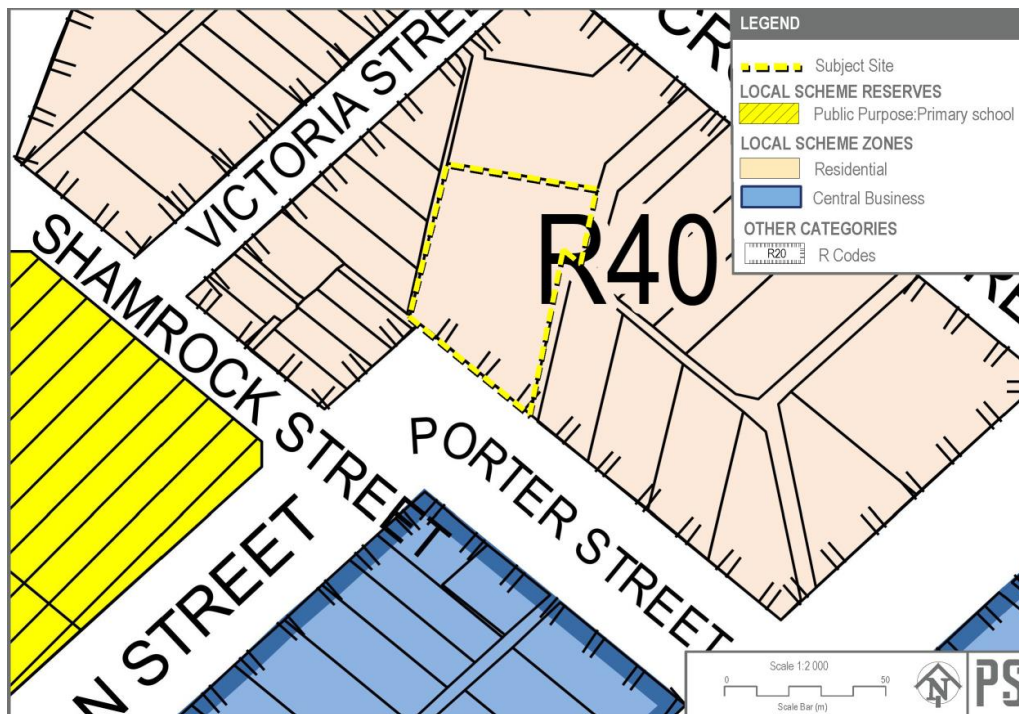 VICTORIA STREE
CR
LEGEND
Subject Site
LOCAL SCHEME RESERVES
Public Purpose:Primary school
LOCAL SCHEME ZONES
Residential
Central Business
OTHER CATEGORIES
R20
R Codes
R40
SHAMROCK STREET
PORTER STREET
N STREET
Scale 1:2 000
0
50
Scale Bar (m)
N
PS